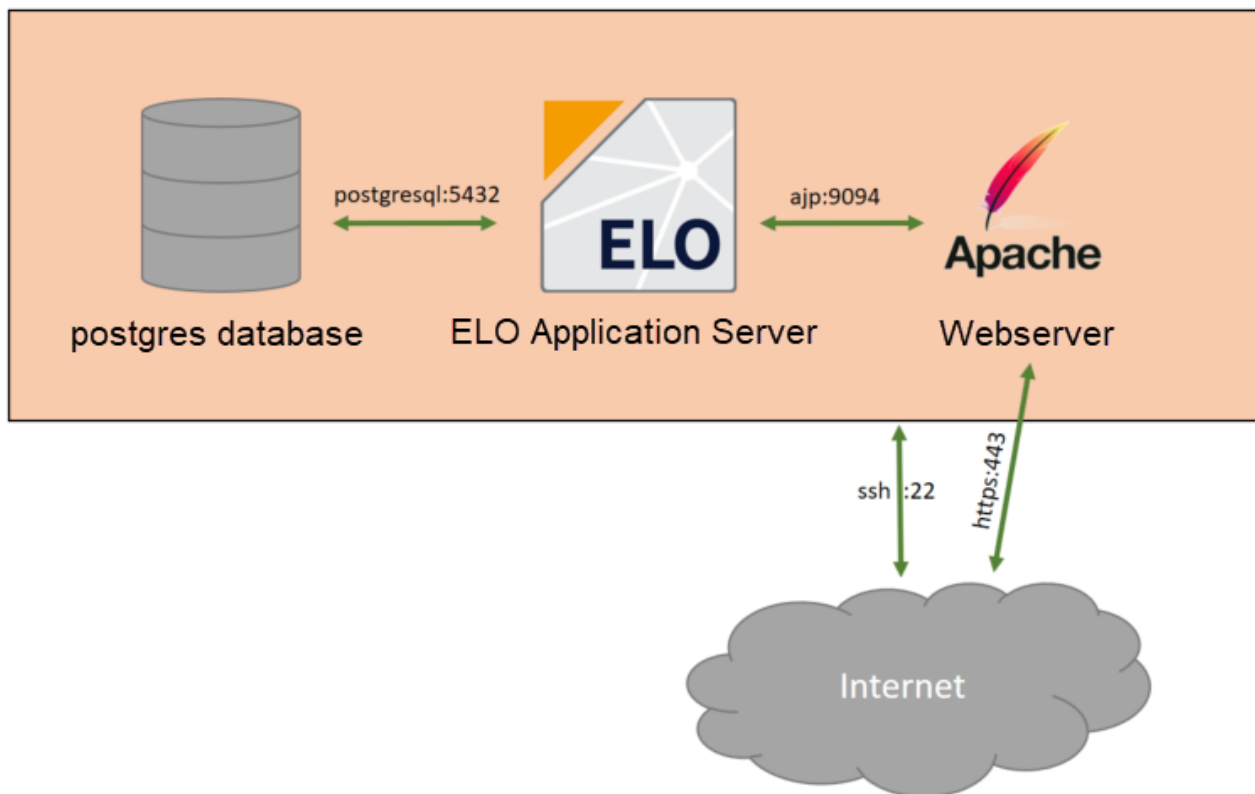 postgresql:5432
ajp:9094
ELO
Apache
postgres database
ELO Application Server
Webserver
ssh :22
https:443
Internet